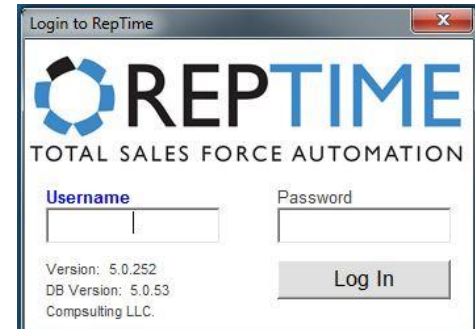 Login to RepTime
REPTIME
TOTAL SALES FORCE AUTOMATION
Username Password
Version: 5.0.252
DB Version: 5.0.53
Compsulting LLC.
Log In